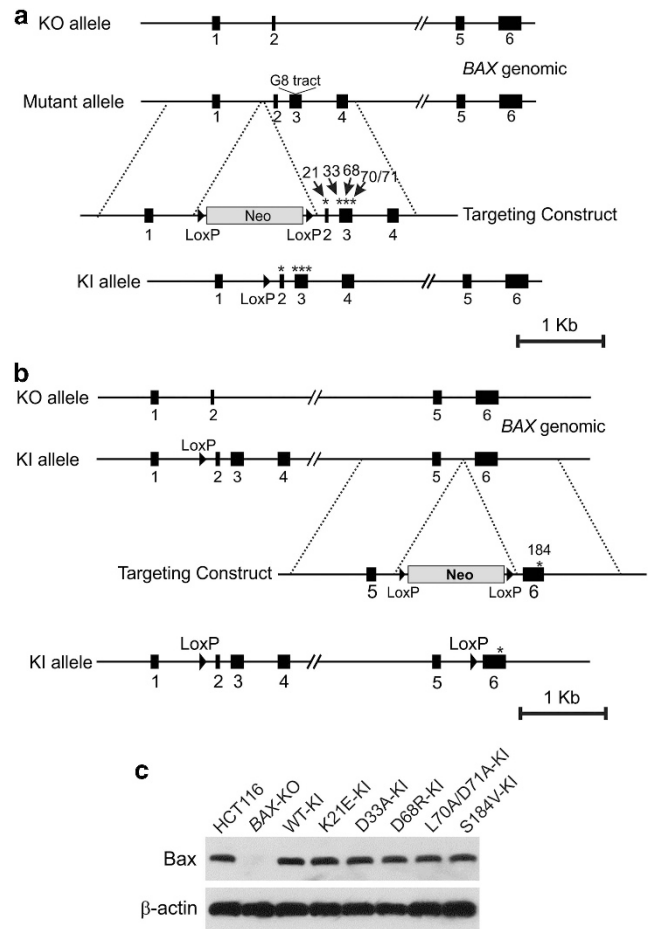 a
KO allele
1 2 5 6
BAX genomic
G8 tract
Mutant allele
1 2 3 4 5 6
21 33 68 70/71
* ***
Neo
Targeting Construct
1 LoxP LoxP 2 3 4
* ***
KI allele
1 LoxP 2 3 4 5 6
1 Kb
b
KO allele
1 2 5 6
BAX genomic
LoxP
KI allele
1 2 3 4 5 6
184
*
Targeting Construct
Neo
5 LoxP LoxP 6
LoxP LoxP
*
KI allele
1 2 3 4 5 6
1 Kb
c
HCT116 BAX-KO WT-KI K21E-KI D33A-KI D68R-KI L70A/D71A-KI S184V-KI
Bax
β-actin